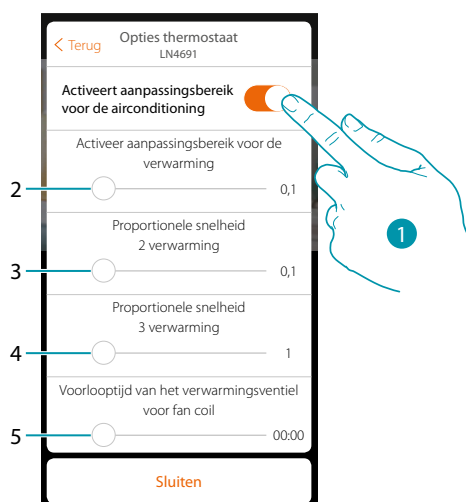 Terug
Opties thermostaat
LN4691
Activeert aanpassingsbereik
voor de airconditioning
Activeer aanpassingsbereik voor de
verwarming
2
0,1
Proportionele snelheid
2 verwarming
3
0,1
Proportionele snelheid
3 verwarming
4
1
Voorlooptijd van het verwarmingsventiel
voor fan coil
5
00:00
Sluiten
1